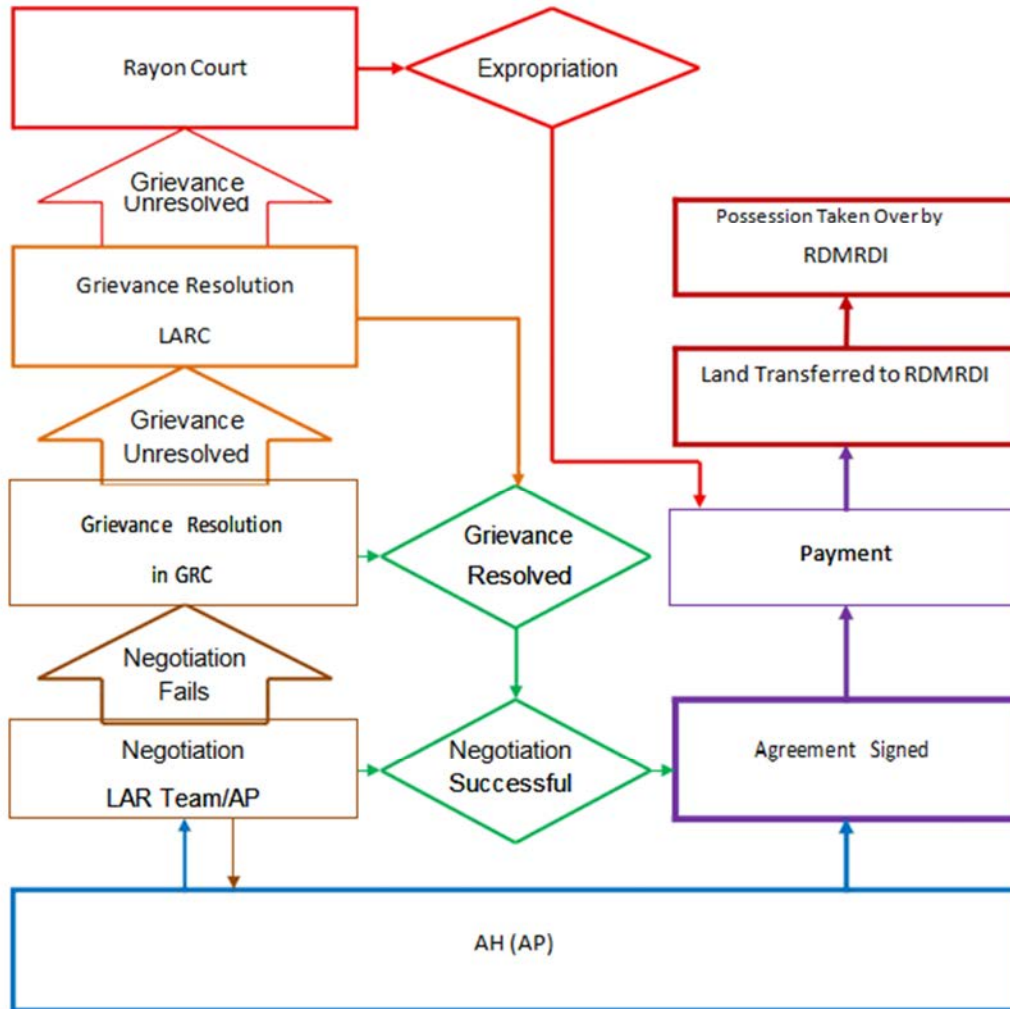 Rayon Court
Expropriation
Grievance
Unresolved
Possession Taken Over by
RDMRDI
Grievance Resolution
LARC
Land Transferred to RDMRDI
Grievance
Unresolved
Grievance Resolution
in GRC
Grievance
Resolved
Payment
Negotiation
Fails
Negotiation
LAR Team/AP
Negotiation
Successful
Agreement Signed
AH (AP)